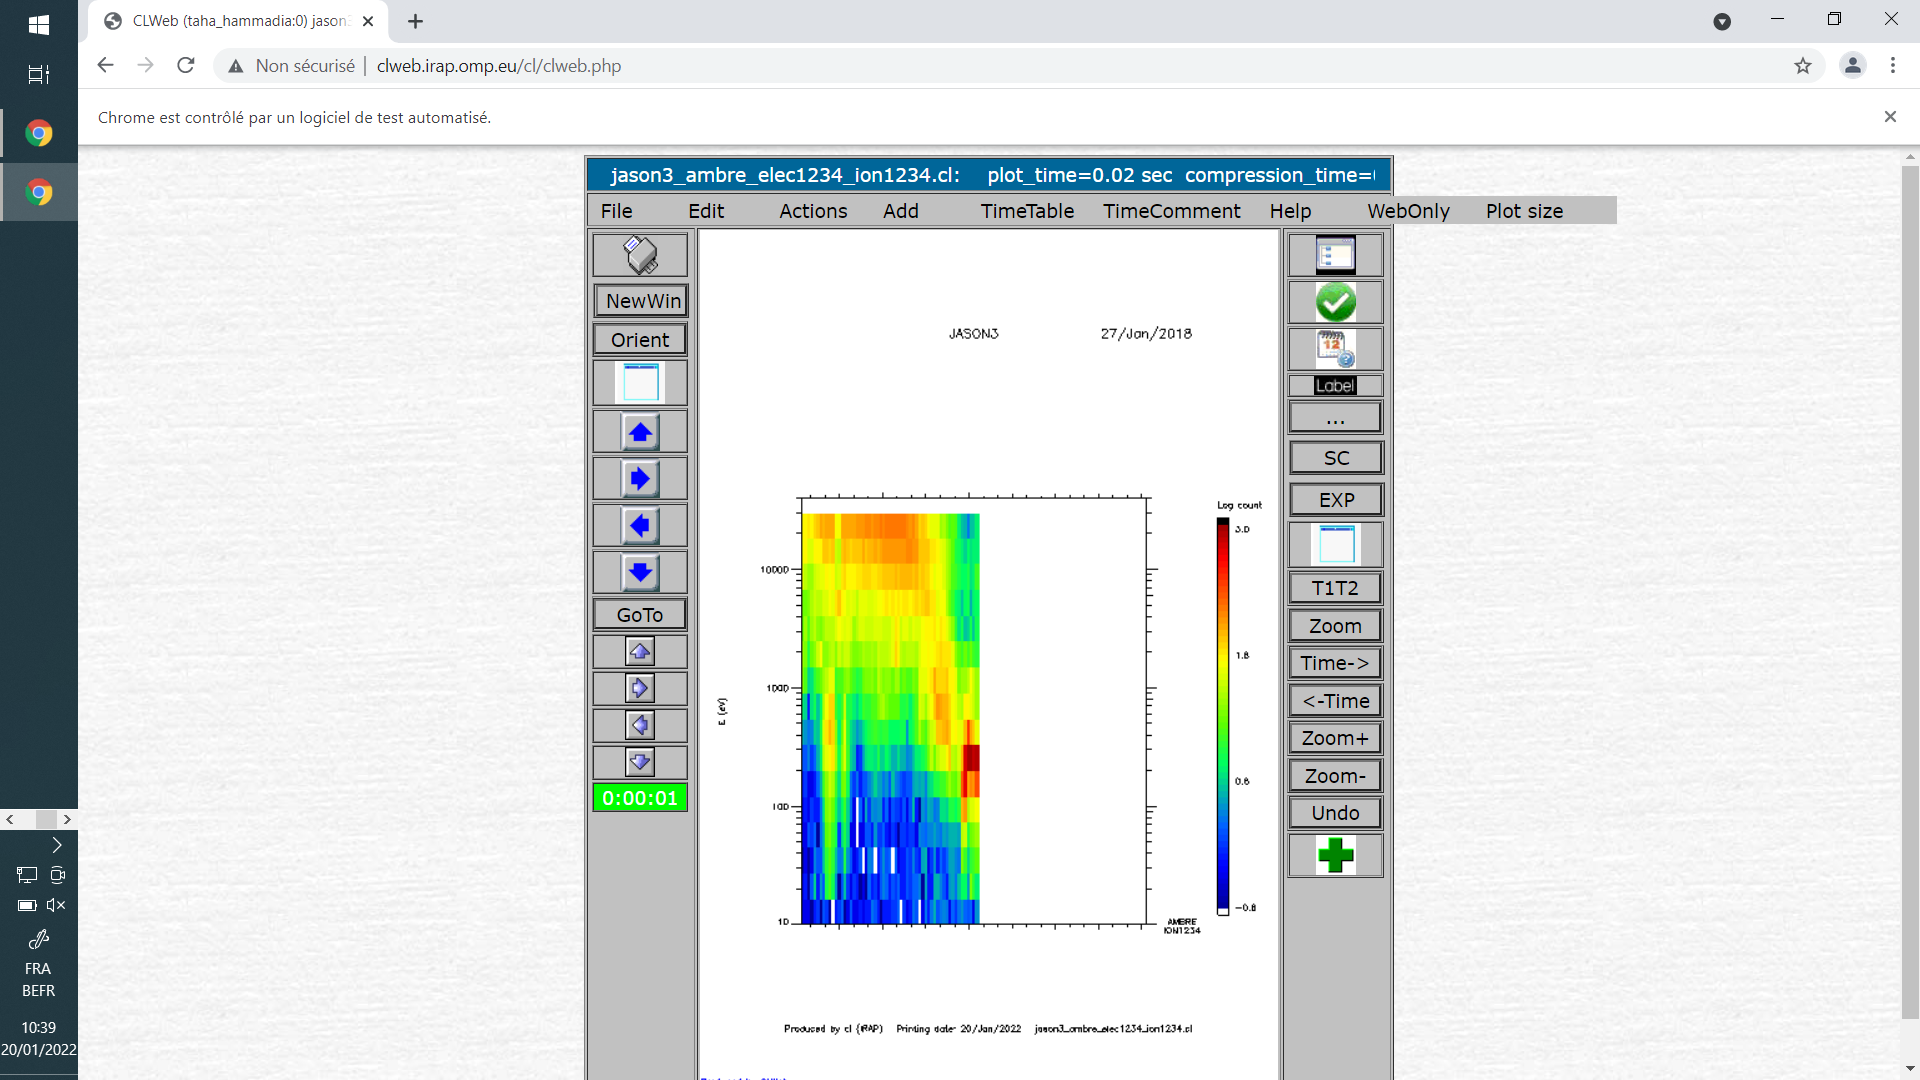 CLWeb (taha_hammadia:0) jason3
Non sécurisé | clweb.irap.omp.eu/cl/clweb.php
Chrome est contrôlé par un logiciel de test automatisé.
jason3_ambre_elec1234_ion1234.cl: plot_time=0.02 sec compression_time=
File Edit Actions Add TimeTable TimeComment Help WebOnly Plot size
NewWin
Orient
GoTo
0:00:01
JASON3 27/Jan/2018
Log count
3.0
1.8
0.6
-0.8
10000
1000
100
10
E (eV)
AMBRE
ION1234
Produced by cl (IRAP) Printing date: 20/Jan/2022 jason3_ambre_elec1234_ion1234.cl
12
Label
...
SC
EXP
T1T2
Zoom
Time->
<-Time
Zoom+
Zoom-
Undo
FRA
BEFR
10:39
20/01/2022